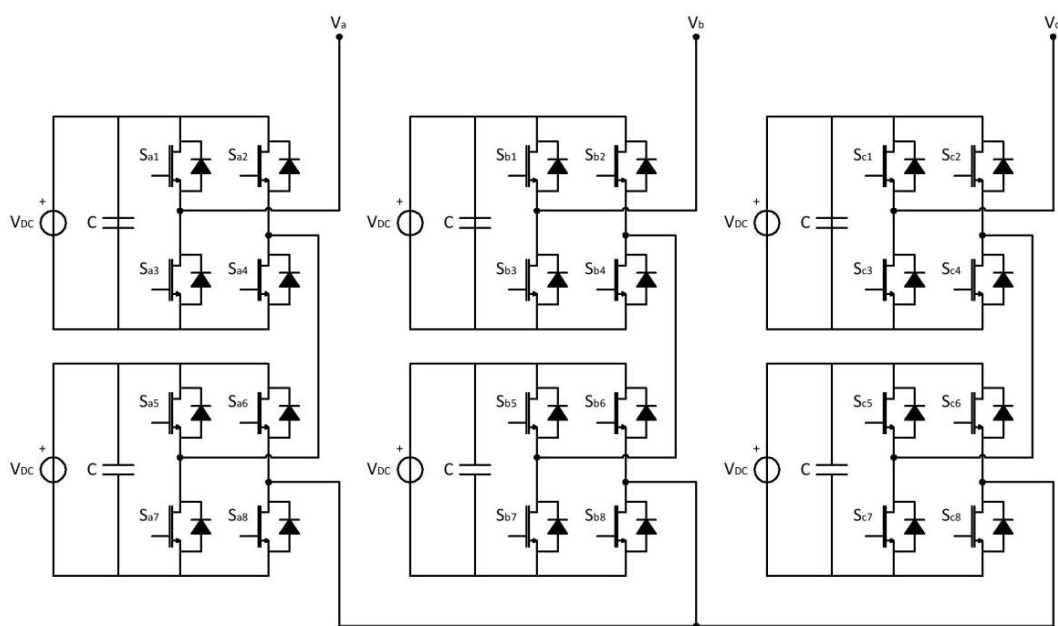 Va Vb Vc
Sa1 Sa2 Sb1 Sb2 Sc1 Sc2
+ + +
VDC C VDC C VDC C
Sa3 Sa4 Sb3 Sb4 Sc3 Sc4
Sa5 Sa6 Sb5 Sb6 Sc5 Sc6
+ + +
VDC C VDC C VDC C
Sa7 Sa8 Sb7 Sb8 Sc7 Sc8